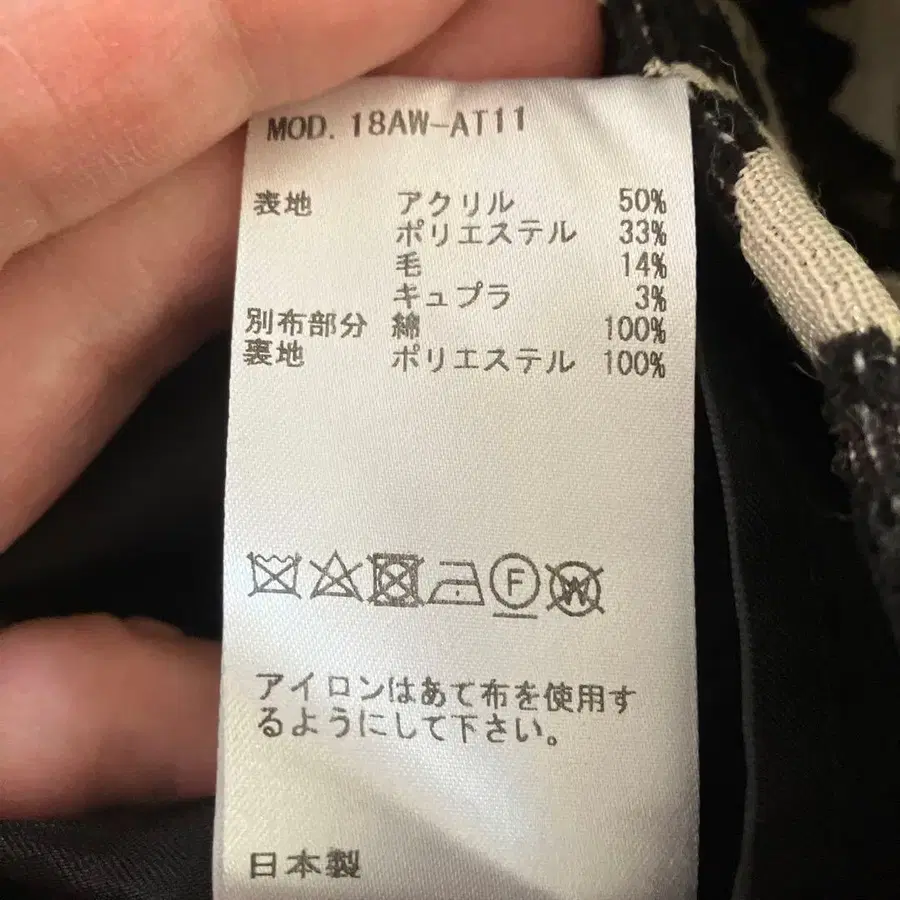 MOD. 18AW-AT11
表地 アクリル 50%
ポリエステル 33%
毛 14%
キュプラ 3%
別布部分 綿 100%
裏地 ポリエステル 100%
F W
アイロンはあて布を使用す
るようにして下さい。
日本製